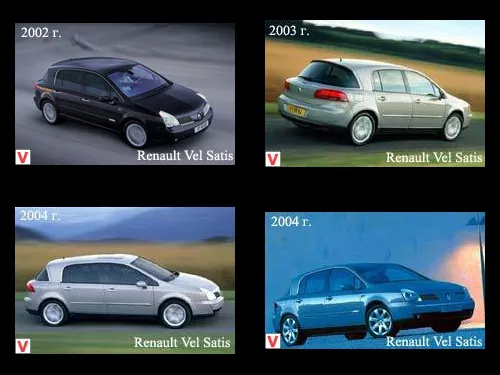 2002 г.
Renault Vel Satis
V
2003 г.
Renault Vel Satis
V
2004 г.
Renault Vel Satis
V
2004 г.
Renault Vel Satis
V